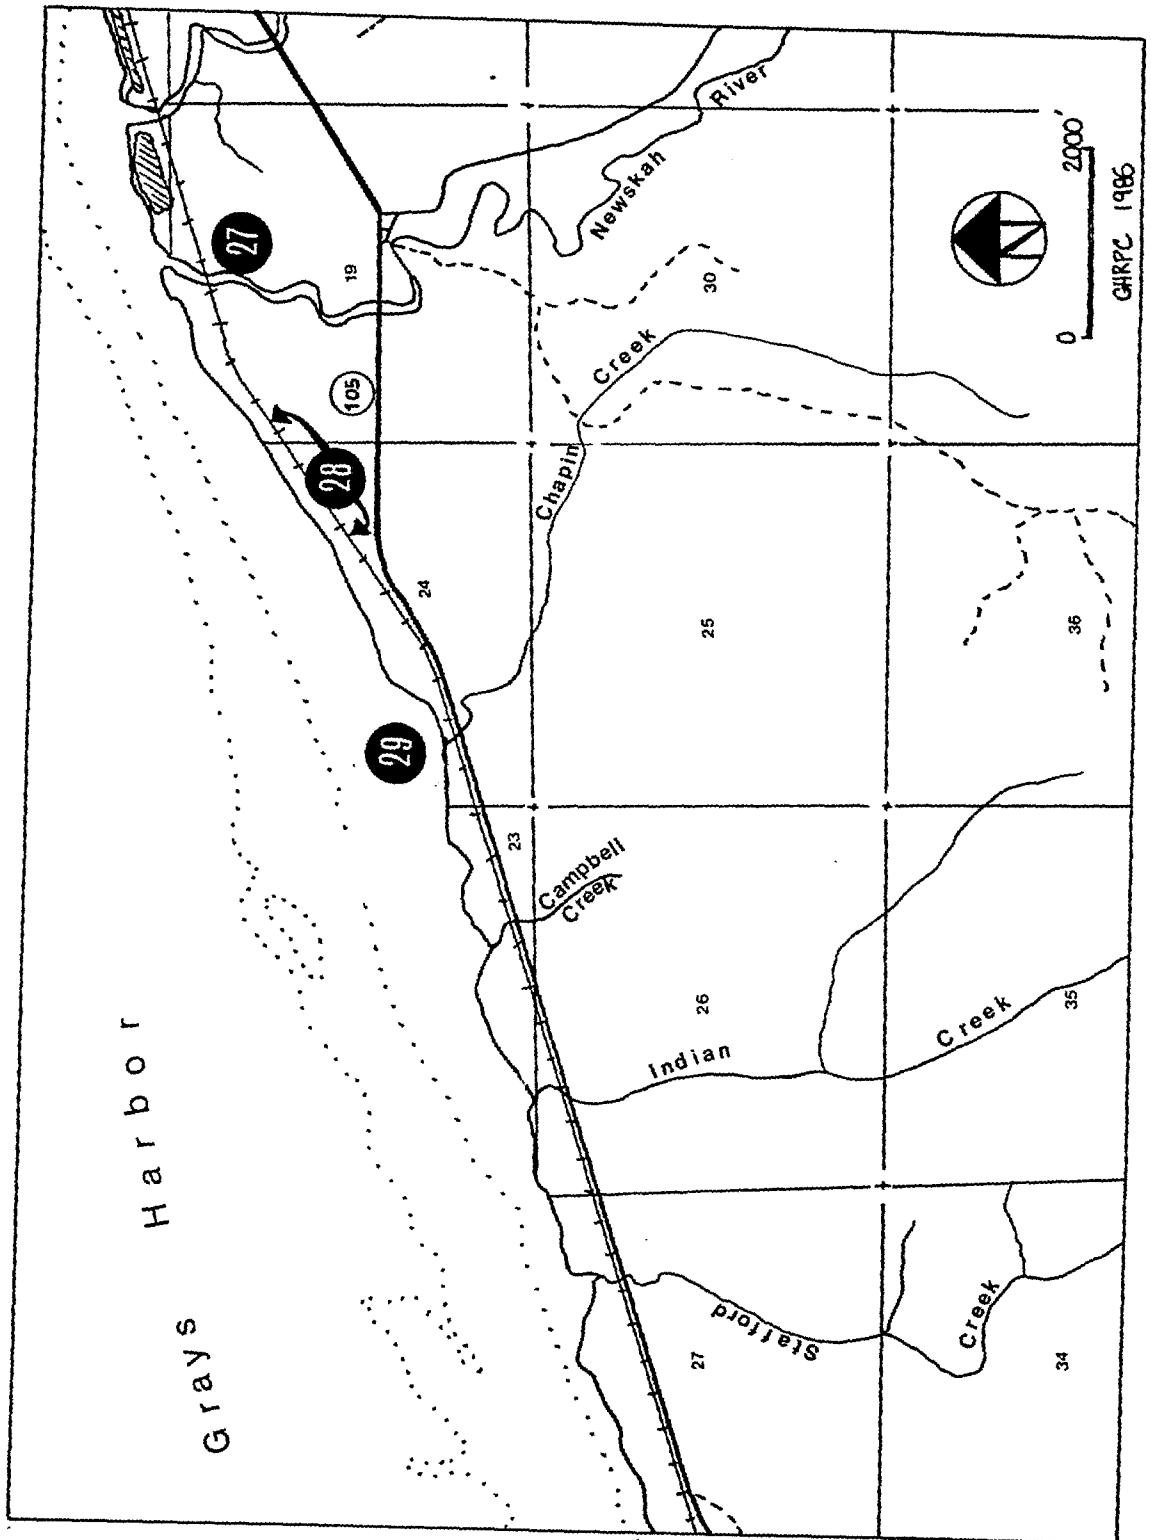 Grays Harbor
27
28
29
105
19
24
23
30
25
26
27
36
35
34
Newskah River
Chapin Creek
Campbell
Creek
Indian Creek
Stafford Creek
N
0 2000'
GHRPC 1986